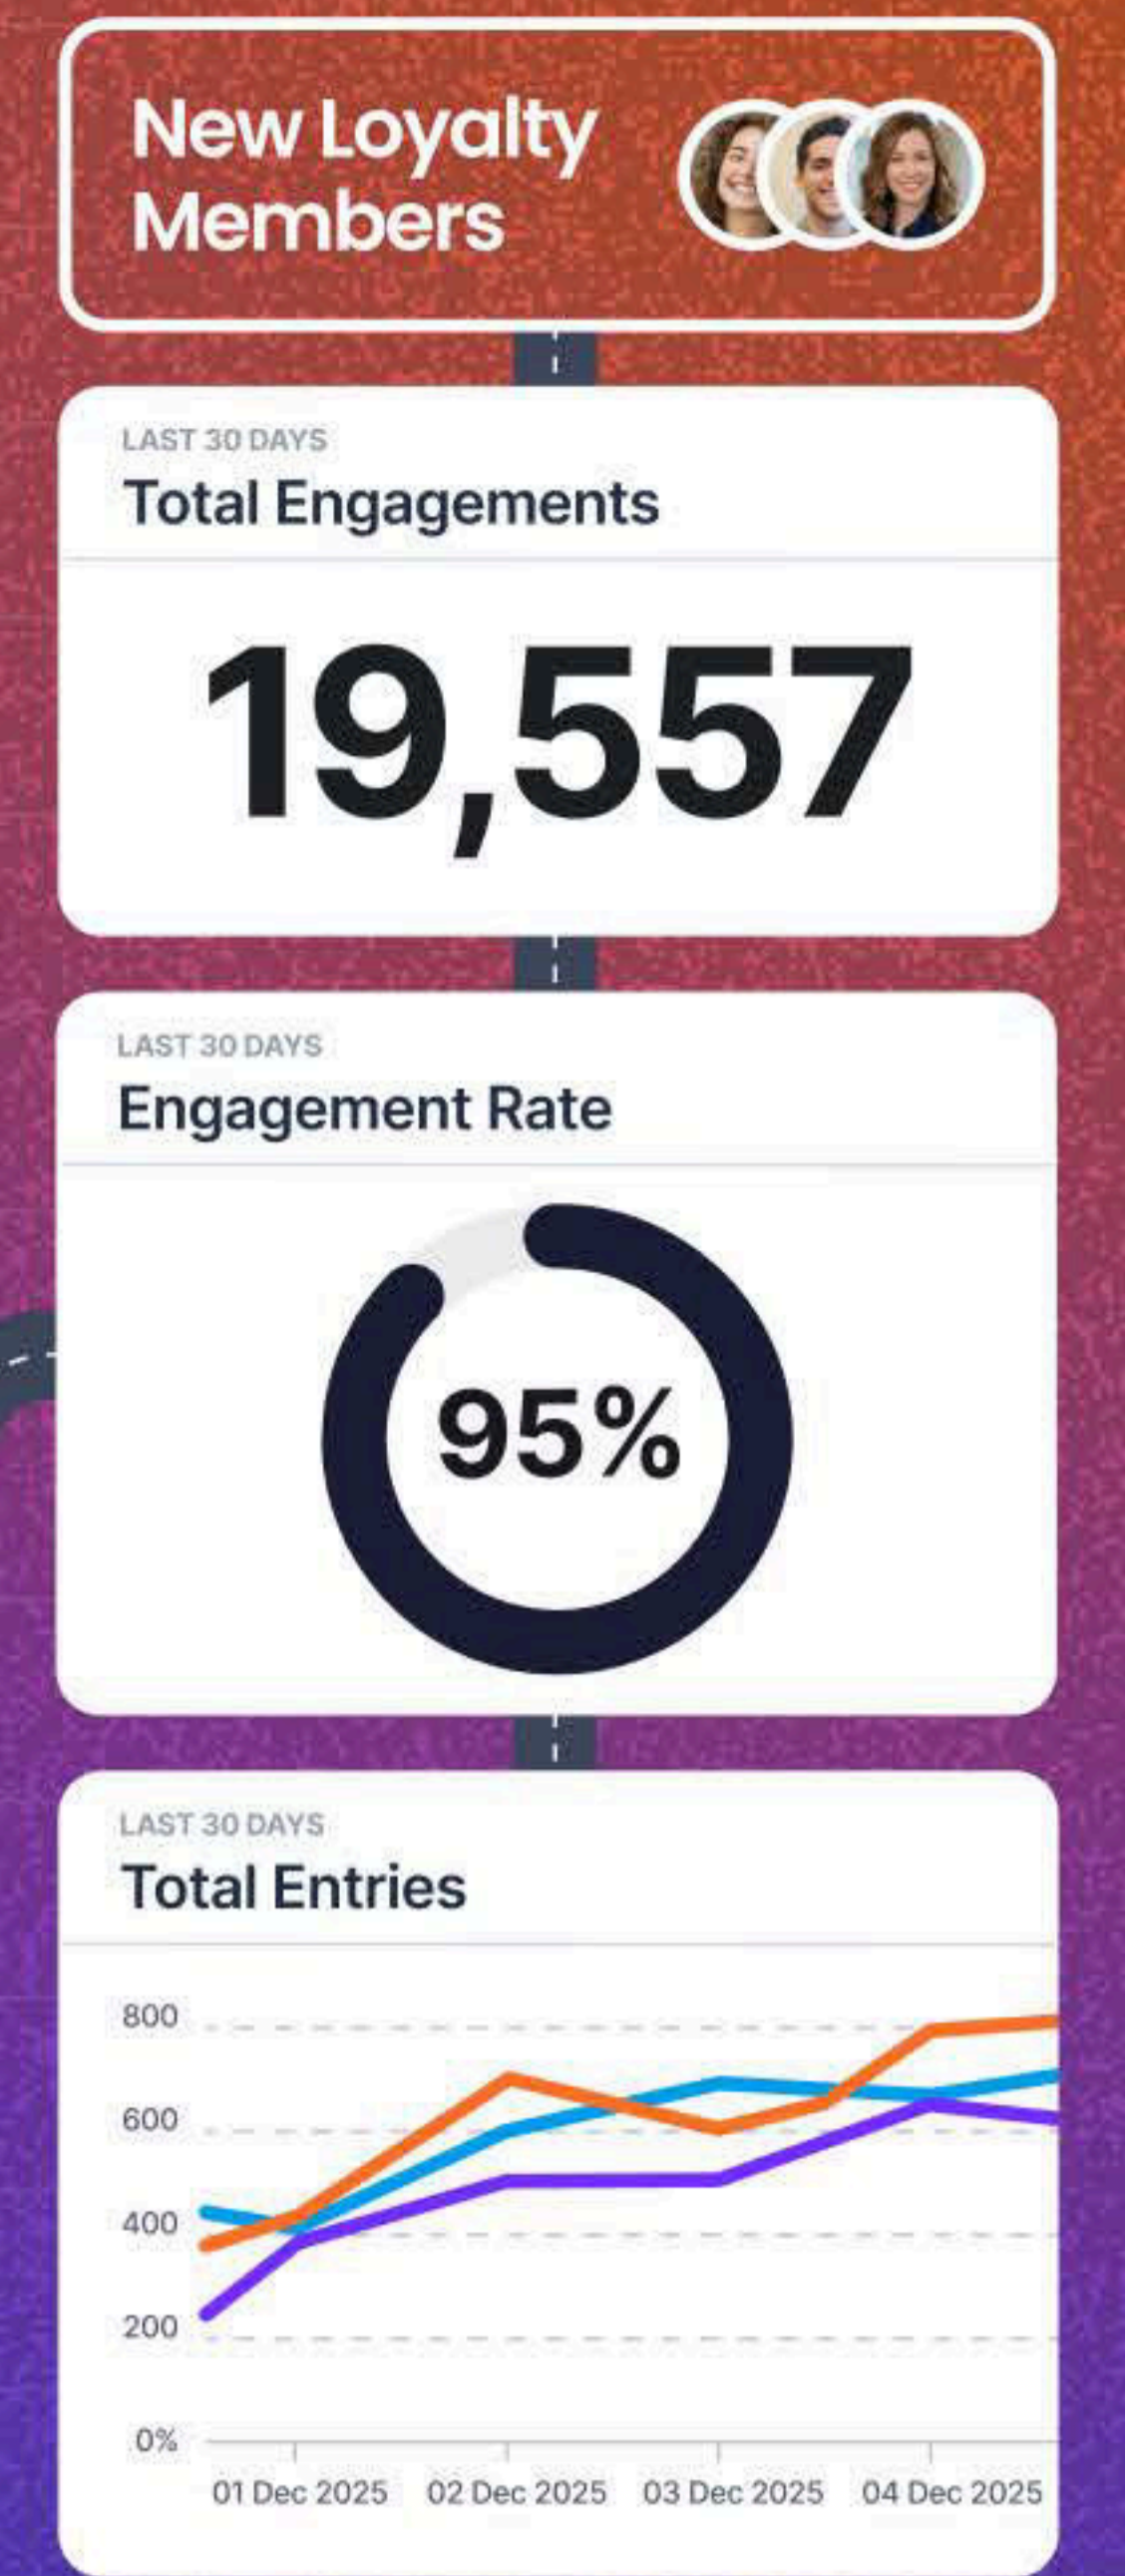 New Loyalty
Members
LAST 30 DAYS
Total Engagements
19,557
LAST 30 DAYS
Engagement Rate
95%
LAST 30 DAYS
Total Entries
800
600
400
200
0%
01 Dec 2025 02 Dec 2025 03 Dec 2025 04 Dec 2025